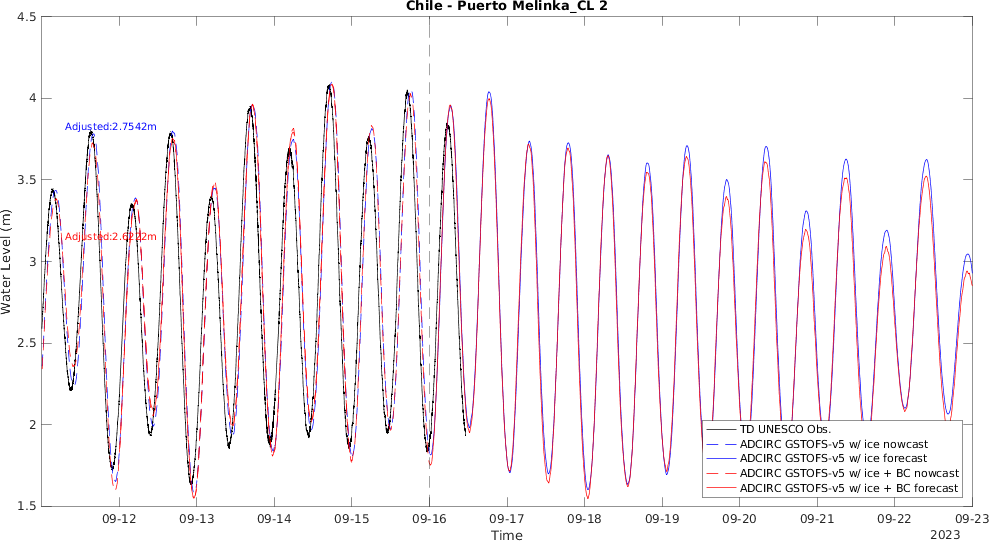 Chile - Puerto Melinka_CL 2
4.5
4
3.5
3
2.5
2
1.5
Water Level (m)
Adjusted:2.7542m
TD UNESCO Obs.
ADCIRC GSTOFS-v5 w/ ice nowcast
ADCIRC GSTOFS-v5 w/ ice forecast
ADCIRC GSTOFS-v5 w/ ice + BC nowcast
ADCIRC GSTOFS-v5 w/ ice + BC forecast
09-12 09-13 09-14 09-15 09-16 09-17 09-18 09-19 09-20 09-21 09-22 09-23
Time
2023